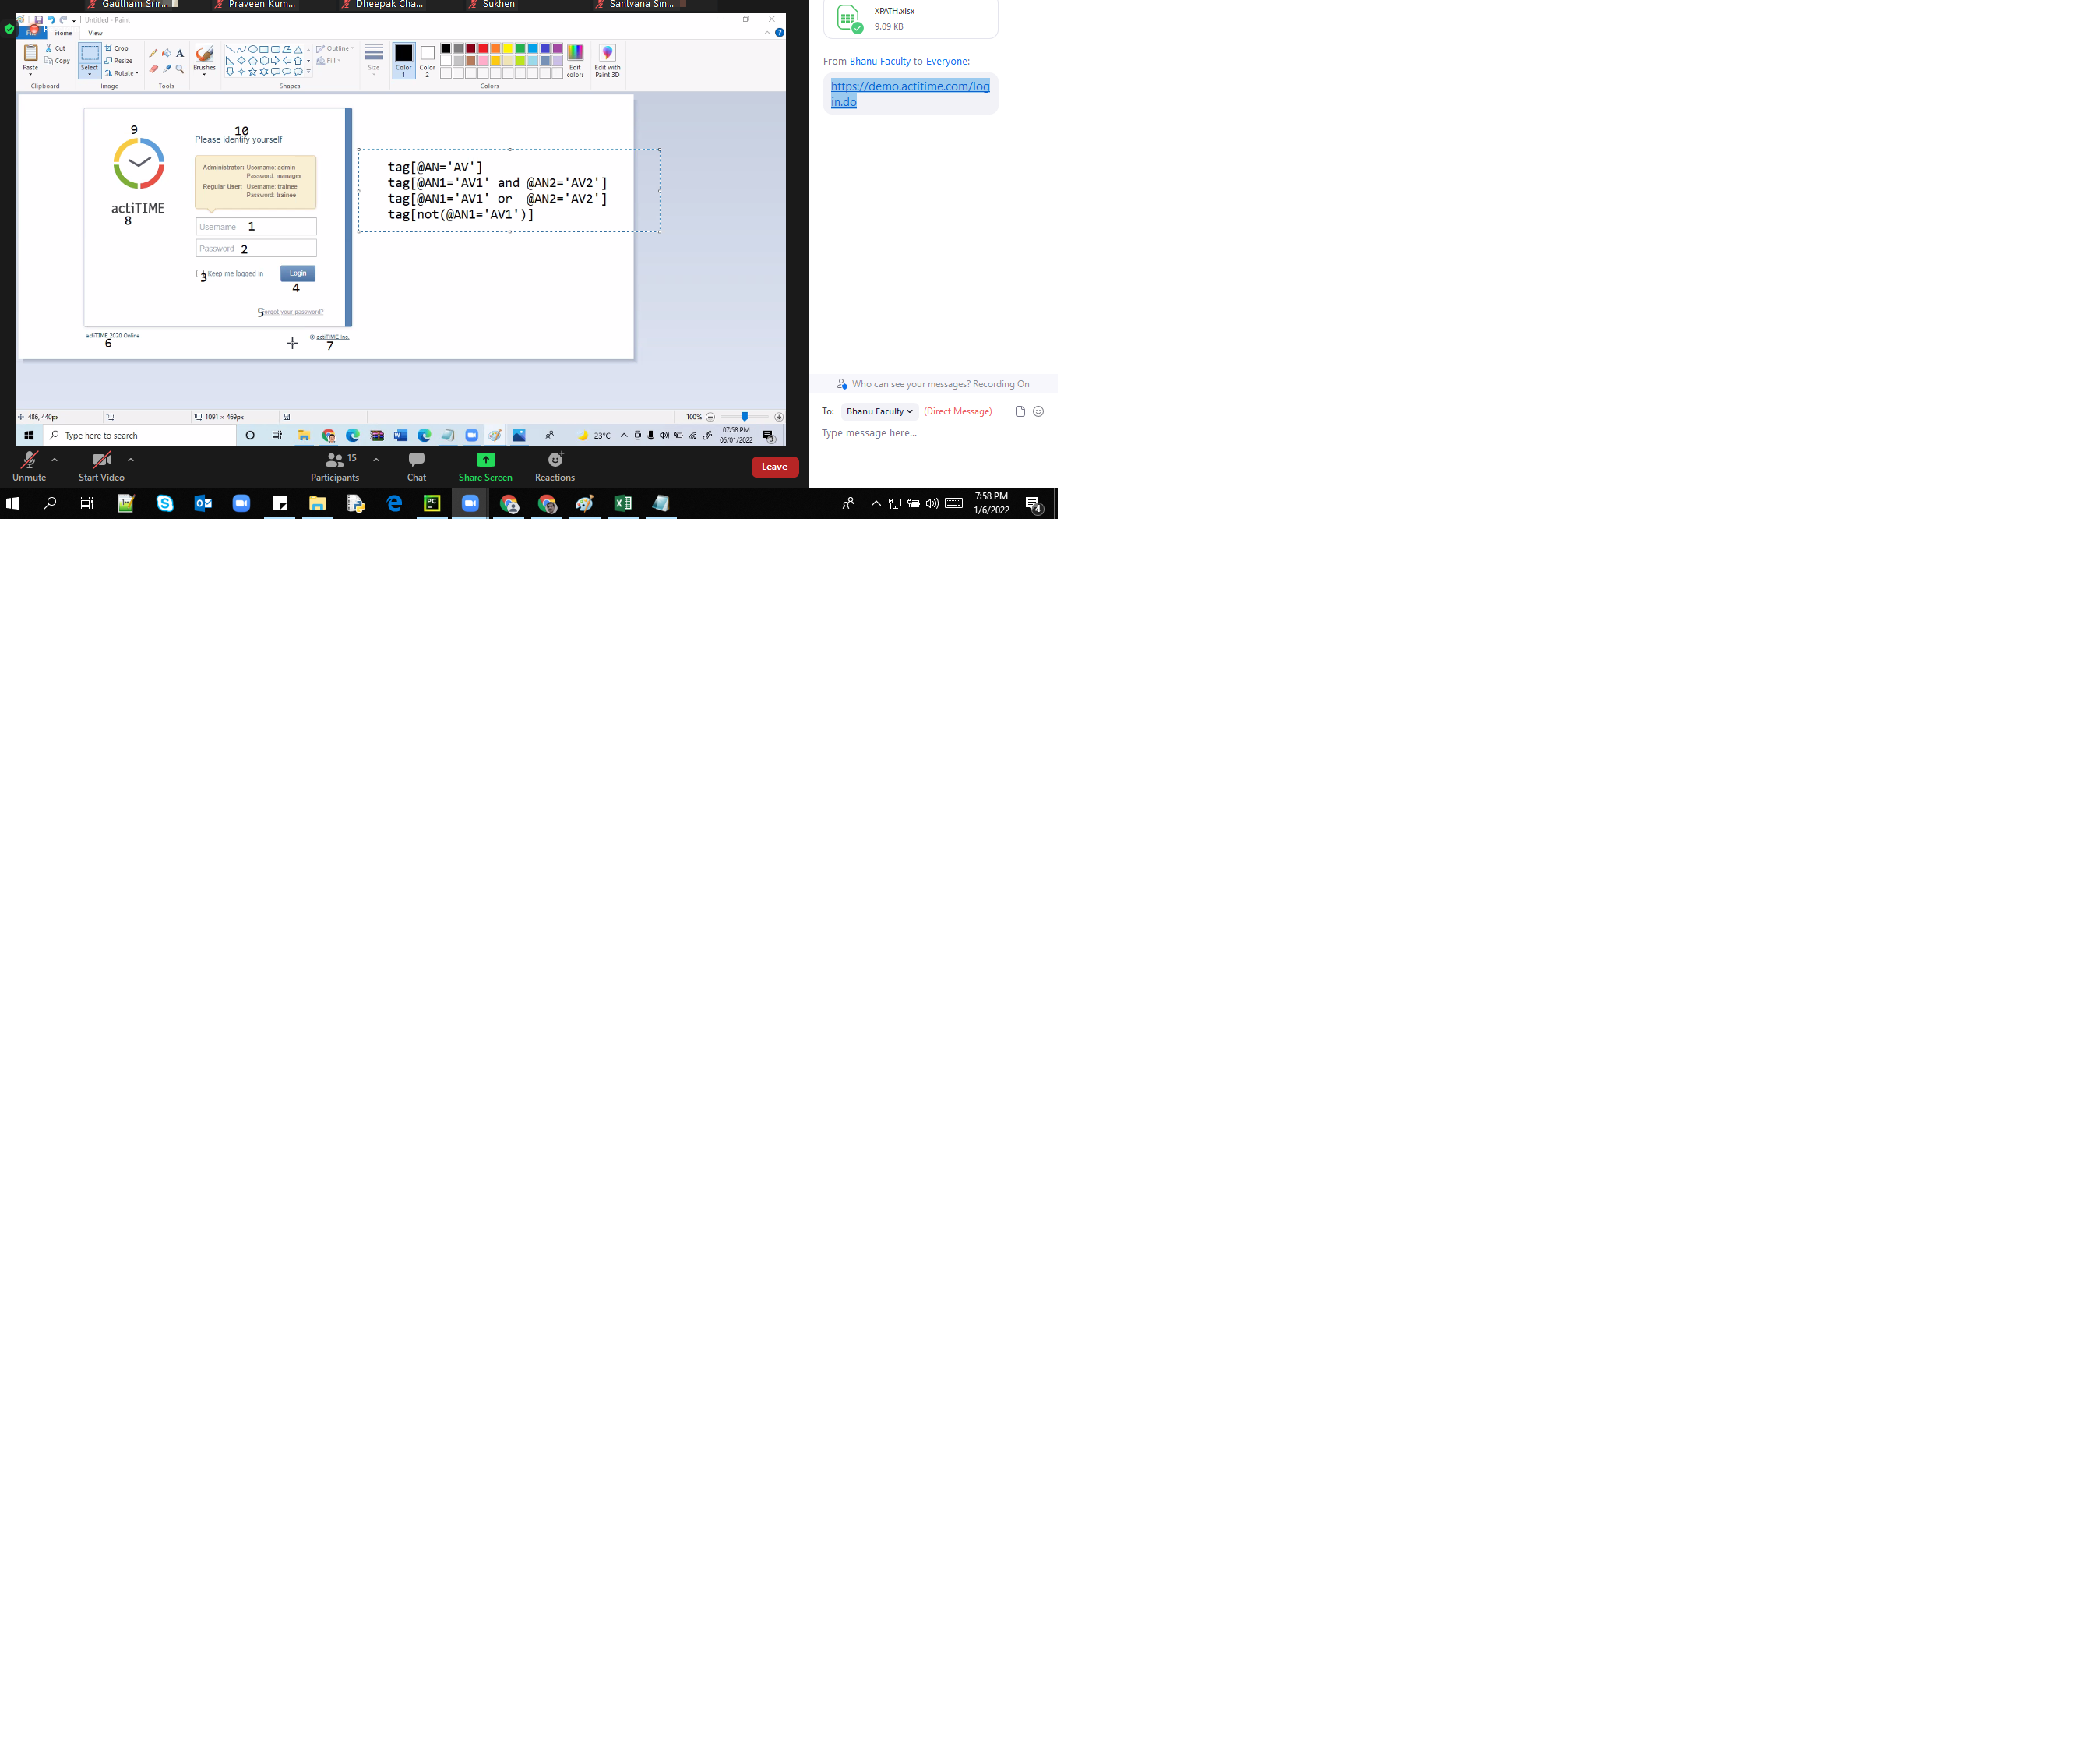 Gautham Srir...
Praveen Kum...
Dheepak Cha...
Sukhen
Santvana Sin...
Untitled - Paint
Home
View
Paste
Cut
Copy
Clipboard
Select
Crop
Resize
Rotate
Image
A
Tools
Brushes
Outline
Fill
Shapes
Size
Color
1
Color
2
Edit
colors
Colors
Edit with
Paint 3D
9
10
Please identify yourself
Administrator: Username: admin
Password: manager
Regular User: Username: trainee
Password: trainee
actiTIME
8
Username 1
Password 2
3 Keep me logged in
Login
4
5
Forgot your password?
actiTIME 2020 Online
6
© actiTIME Inc.
7
tag[@AN='AV']
tag[@AN1='AV1' and @AN2='AV2']
tag[@AN1='AV1' or @AN2='AV2']
tag[not(@AN1='AV1')]
486, 440px
1091 × 469px
100%
Type here to search
23°C
07:58 PM
06/01/2022
3
Unmute
Start Video
15
Participants
Chat
Share Screen
Reactions
Leave
XPATH.xlsx
9.09 KB
From Bhanu Faculty to Everyone:
https://demo.actitime.com/log
in.do
Who can see your messages? Recording On
To: Bhanu Faculty (Direct Message)
Type message here...
PC
7:58 PM
1/6/2022
4